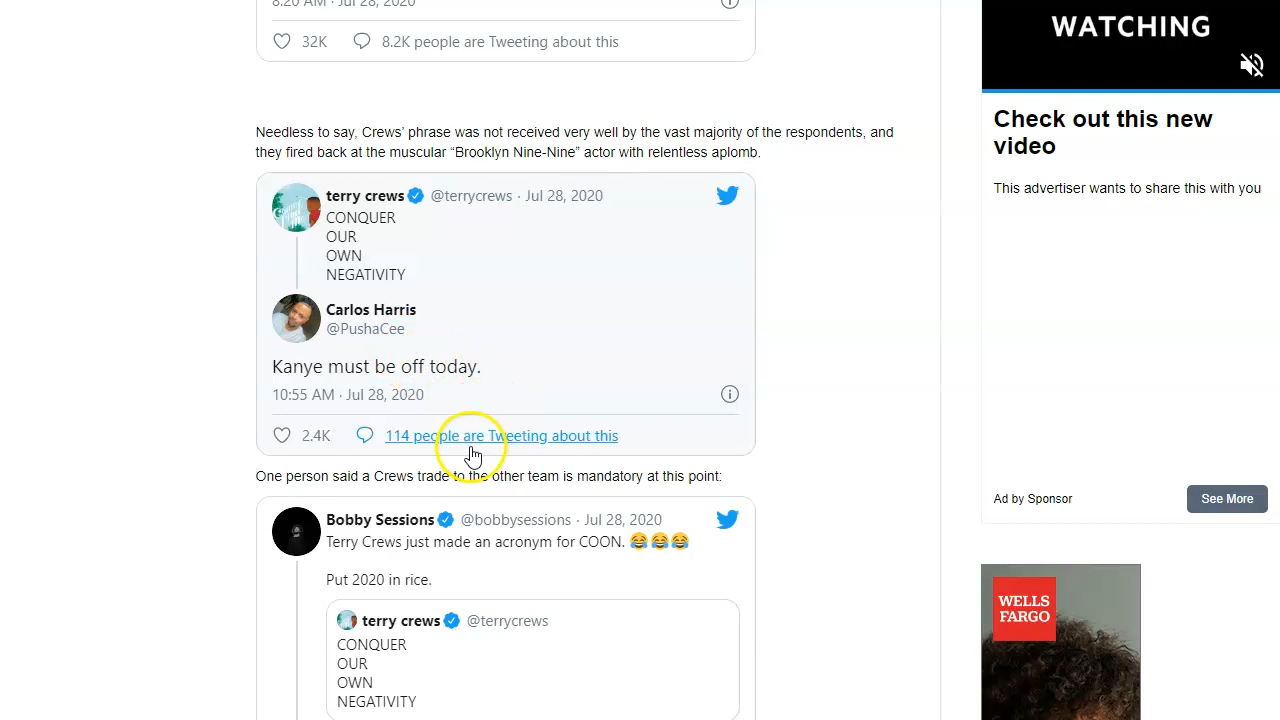 8:20 AM · Jul 28, 2020
32K 8.2K people are Tweeting about this
WATCHING
Check out this new
video
This advertiser wants to share this with you
Needless to say, Crews' phrase was not received very well by the vast majority of the respondents, and
they fired back at the muscular “Brooklyn Nine-Nine” actor with relentless aplomb.
terry crews @terrycrews · Jul 28, 2020
CONQUER
OUR
OWN
NEGATIVITY
Carlos Harris
@PushaCee
Kanye must be off today.
10:55 AM · Jul 28, 2020
2.4K 114 people are Tweeting about this
One person said a Crews trade to the other team is mandatory at this point:
Bobby Sessions @bobbysessions · Jul 28, 2020
Terry Crews just made an acronym for COON. 😂😂😂
Put 2020 in rice.
terry crews @terrycrews
CONQUER
OUR
OWN
NEGATIVITY
Ad by Sponsor See More
WELLS
FARGO